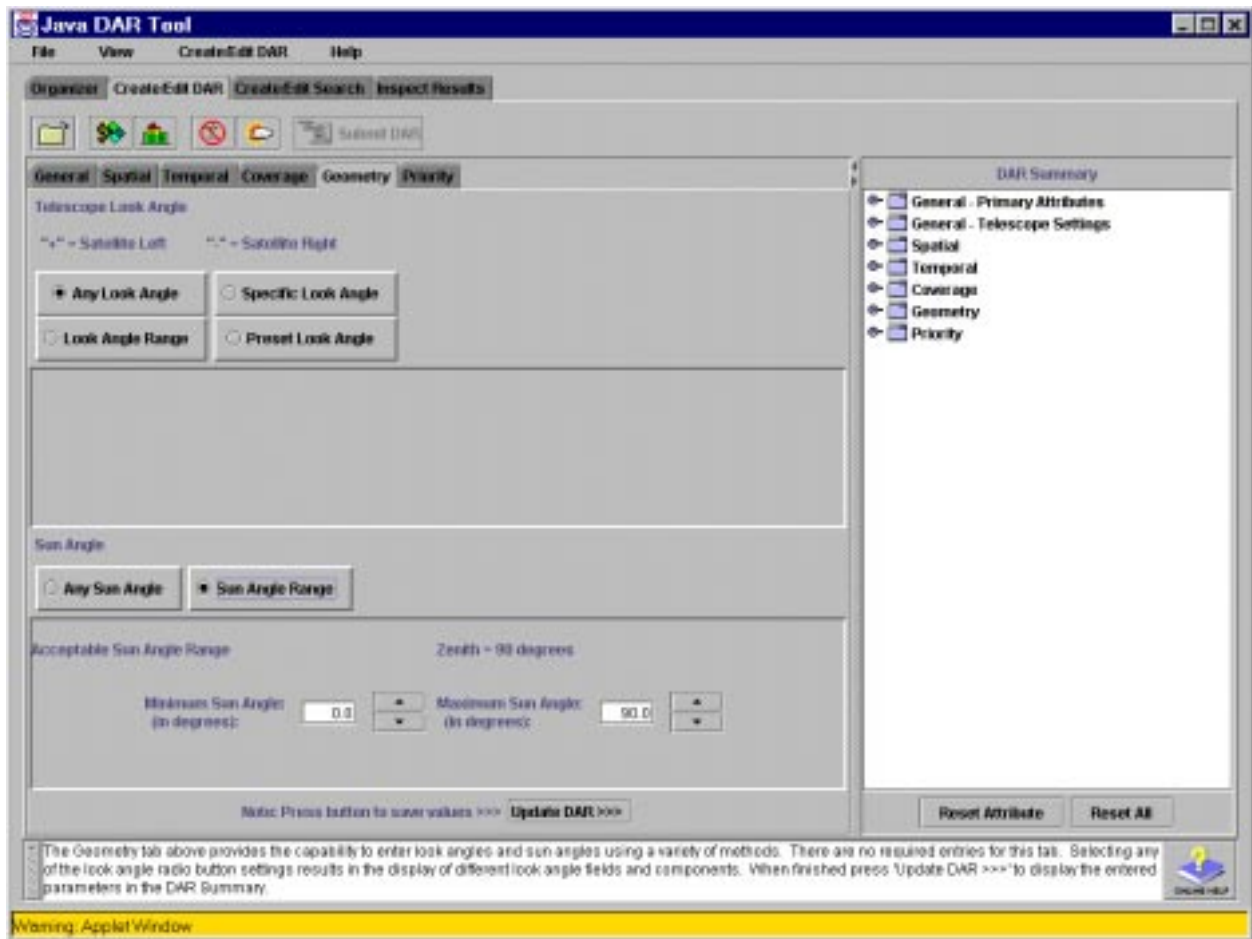 Java DAR Tool
File View Create/Edit DAR Help
Organizer Create/Edit DAR Create/Edit Search Inspect Results
Submit DAR
General Spatial Temporal Coverage Geometry Priority
Telescope Look Angle
"+" = Satellite Left "-" = Satellite Right
Any Look Angle Specific Look Angle
Look Angle Range Preset Look Angle
Sun Angle
Any Sun Angle Sun Angle Range
Acceptable Sun Angle Range Zenith = 90 degrees
Minimum Sun Angle: 0.0 Maximum Sun Angle: 90.0
(in degrees): (in degrees):
Note: Press button to save values >>> Update DAR >>>
DAR Summary
General - Primary Attributes
General - Telescope Settings
Spatial
Temporal
Coverage
Geometry
Priority
Reset Attribute Reset All
The Geometry tab above provides the capability to enter look angles and sun angles using a variety of methods. There are no required entries for this tab. Selecting any
of the look angle radio button settings results in the display of different look angle fields and components. When finished press 'Update DAR >>>' to display the entered
parameters in the DAR Summary.
ONLINE HELP
Warning: Applet Window